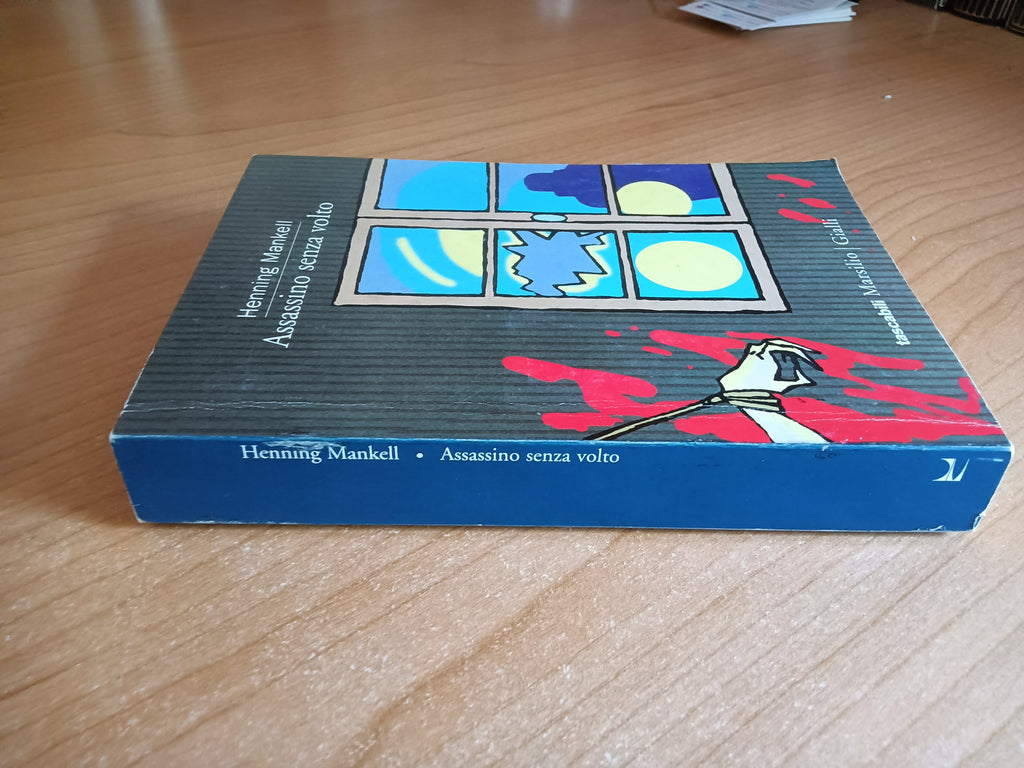 Henning Mankell
Assassino senza volto
tascabili Marsilio | Gialli
Henning Mankell • Assassino senza volto